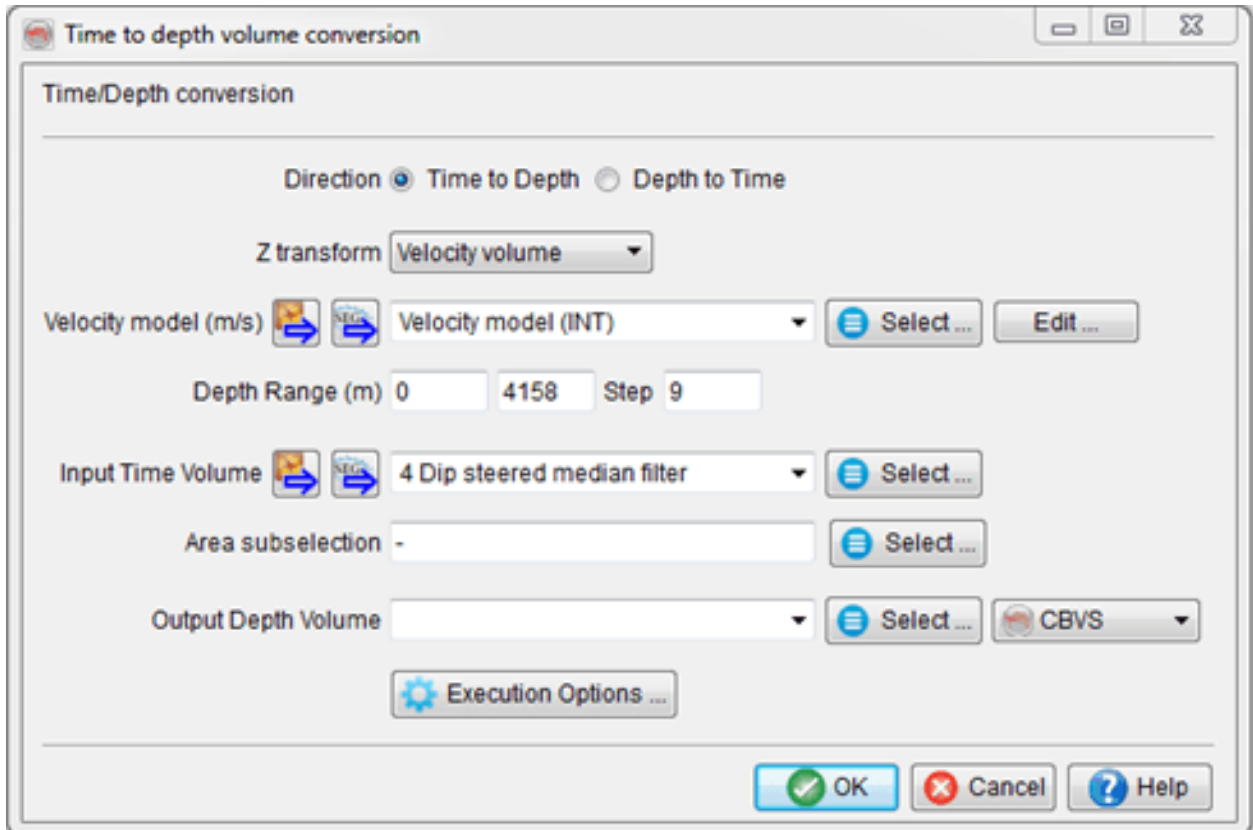 Time to depth volume conversion
Time/Depth conversion
Direction Time to Depth Depth to Time
Z transform Velocity volume
Velocity model (m/s) SEG Velocity model (INT) Select ... Edit ...
Depth Range (m) 0 4158 Step 9
Input Time Volume SEG 4 Dip steered median filter Select ...
Area subselection - Select ...
Output Depth Volume Select ... CBVS
Execution Options ...
OK Cancel Help